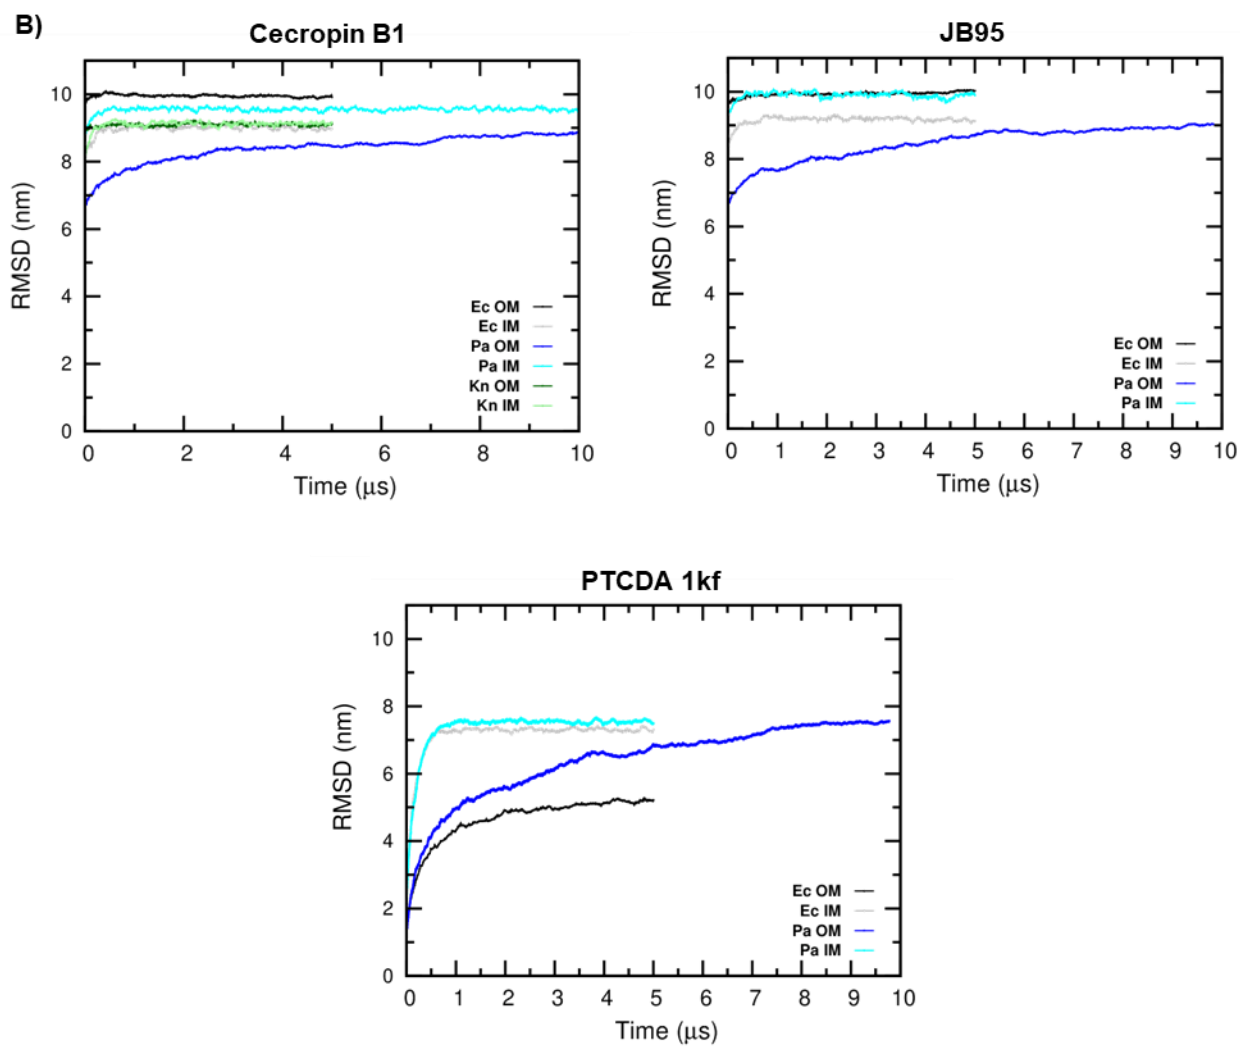 B)
Cecropin B1
10
8
6
4
2
0
RMSD (nm)
Ec OM
Ec IM
Pa OM
Pa IM
Kn OM
Kn IM
0 2 4 6 8 10
Time (μs)
JB95
10
8
6
4
2
0
RMSD (nm)
Ec OM
Ec IM
Pa OM
Pa IM
0 1 2 3 4 5 6 7 8 9 10
Time (μs)
PTCDA 1kf
10
8
6
4
2
0
RMSD (nm)
Ec OM
Ec IM
Pa OM
Pa IM
0 1 2 3 4 5 6 7 8 9 10
Time (μs)